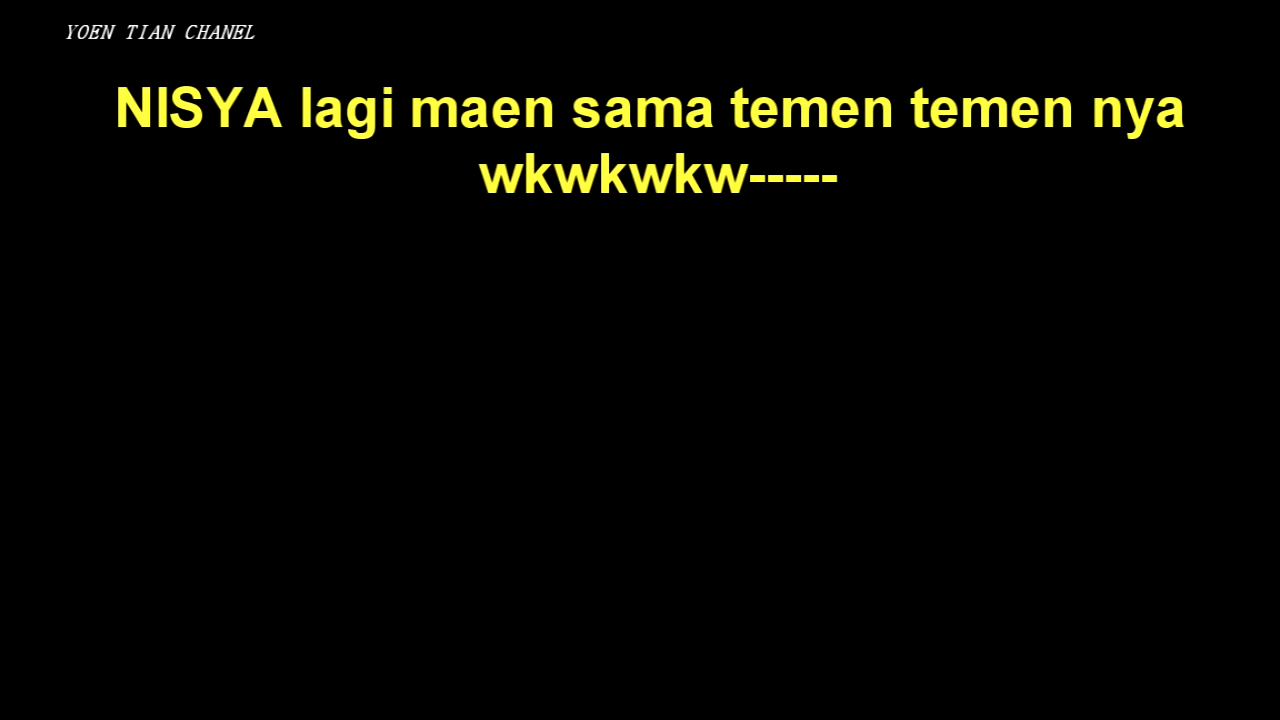 YOEN TIAN CHANEL
NISYA lagi maen sama temen temen nya
wkwkwkw-----